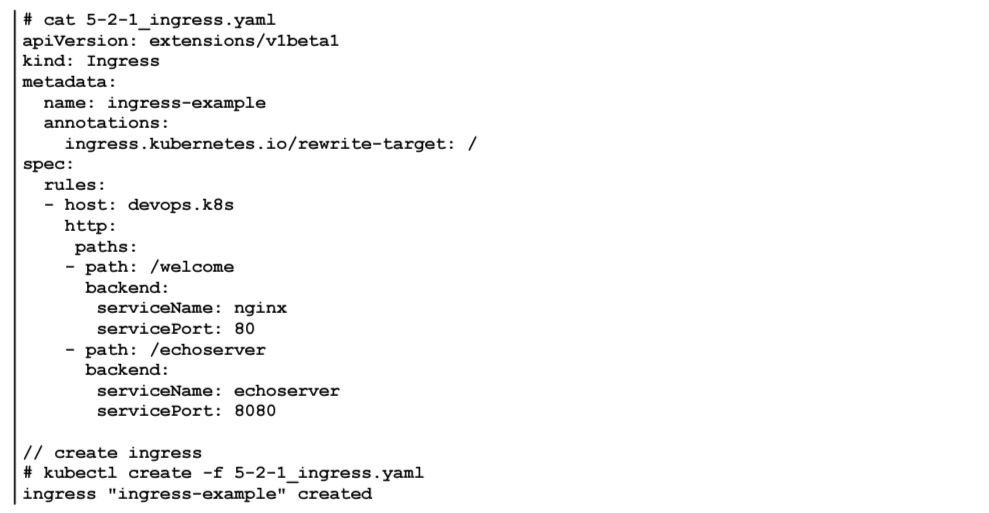 # cat 5-2-1_ingress.yaml
apiVersion: extensions/v1beta1
kind: Ingress
metadata:
  name: ingress-example
  annotations:
    ingress.kubernetes.io/rewrite-target: /
spec:
  rules:
  - host: devops.k8s
    http:
     paths:
    - path: /welcome
      backend:
       serviceName: nginx
       servicePort: 80
    - path: /echoserver
      backend:
       serviceName: echoserver
       servicePort: 8080

// create ingress
# kubectl create -f 5-2-1_ingress.yaml
ingress "ingress-example" created